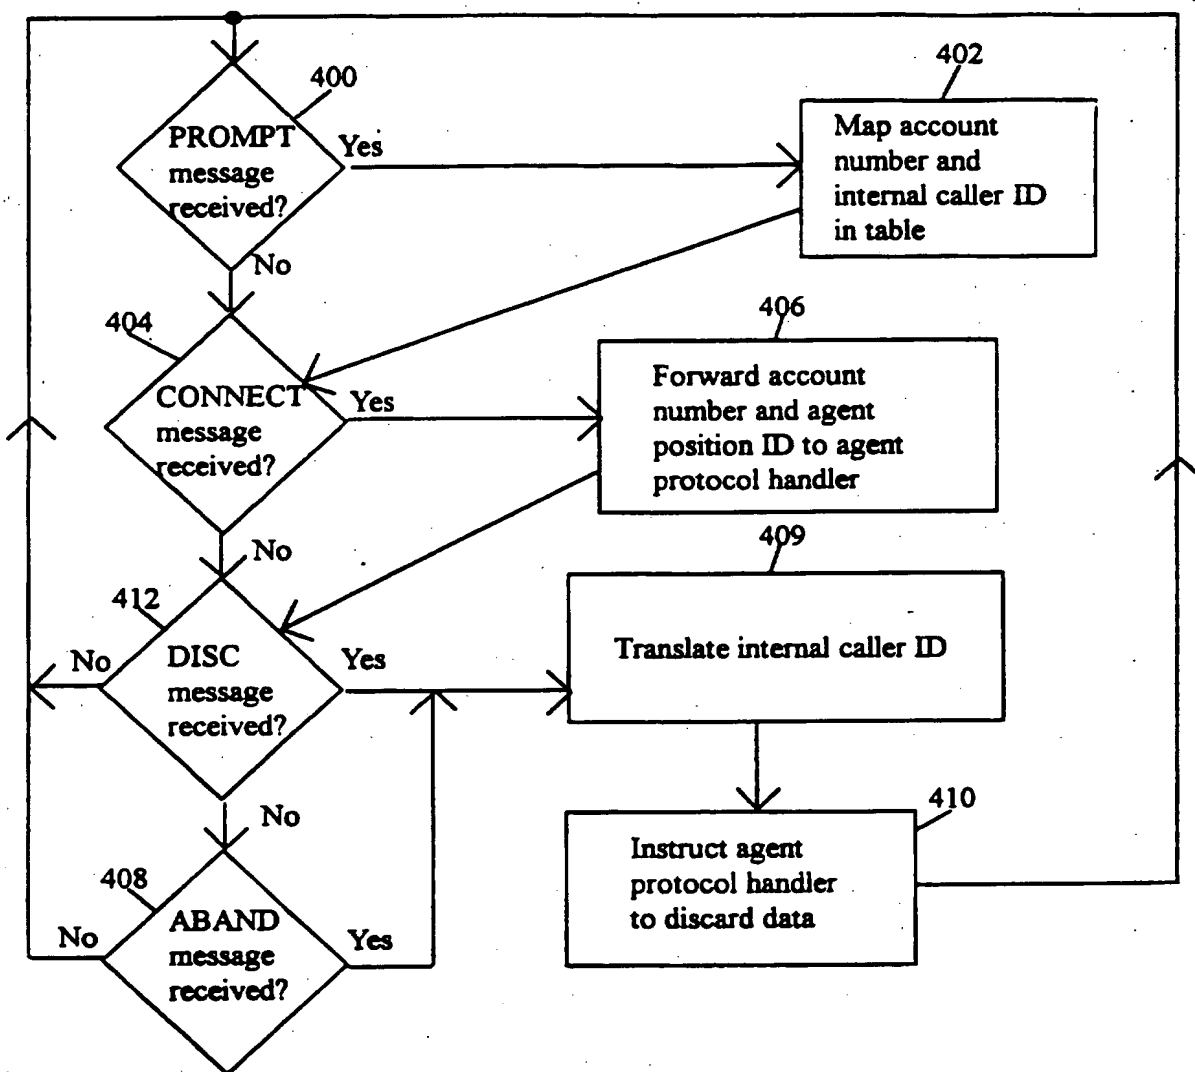 400
PROMPT
message
received?
Yes
No
402
Map account
number and
internal caller ID
in table
404
CONNECT
message
received?
Yes
No
406
Forward account
number and agent
position ID to agent
protocol handler
412
DISC
message
received?
No
Yes
No
409
Translate internal caller ID
410
Instruct agent
protocol handler
to discard data
408
ABAND
message
received?
No
Yes